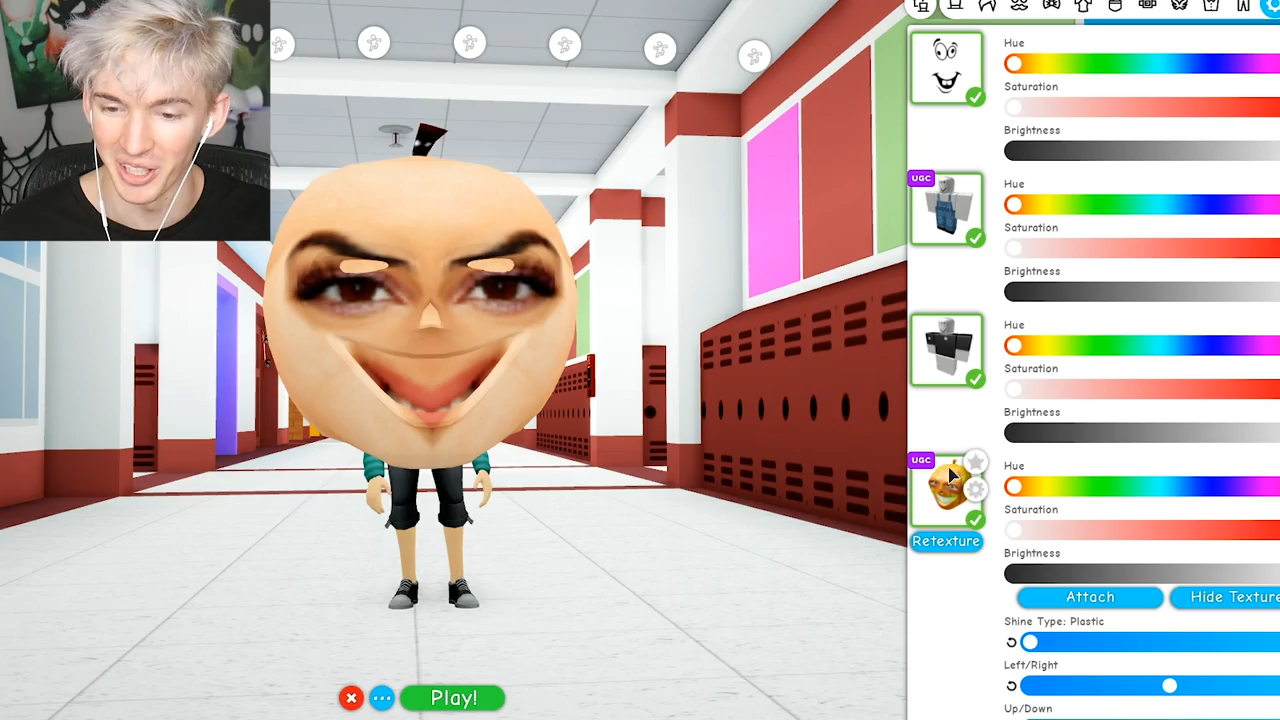 Hue
Saturation
Brightness
UGC
Hue
Saturation
Brightness
Hue
Saturation
Brightness
UGC
Hue
Saturation
Retexture
Brightness
Attach
Hide Texture
Shine Type: Plastic
Left/Right
Play!
Up/Down